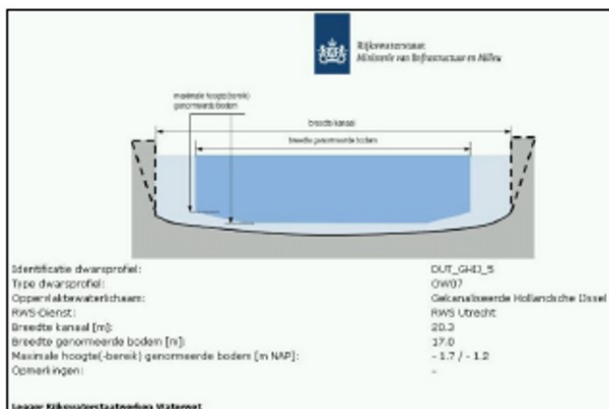 Rijkswaterstaat
Ministerie van Infrastructuur en Milieu
maximale hoogte(-bereik)
genormeerde bodem
breedte kanaal
breedte genormeerde bodem
Identificatie dwarsprofiel: DUT_GHIJ_5
Type dwarsprofiel: OW07
Oppervlaktewaterlichaam: Gekanaliseerde Hollandsche IJssel
RWS-Dienst: RWS Utrecht
Breedte kanaal [m]: 20.3
Breedte genormeerde bodem [m]: 17.0
Maximale hoogte(-bereik) genormeerde bodem [m NAP]: - 1.7 / - 1.2
Opmerkingen: -
Legger Rijkswaterstaatwerken Waterwet